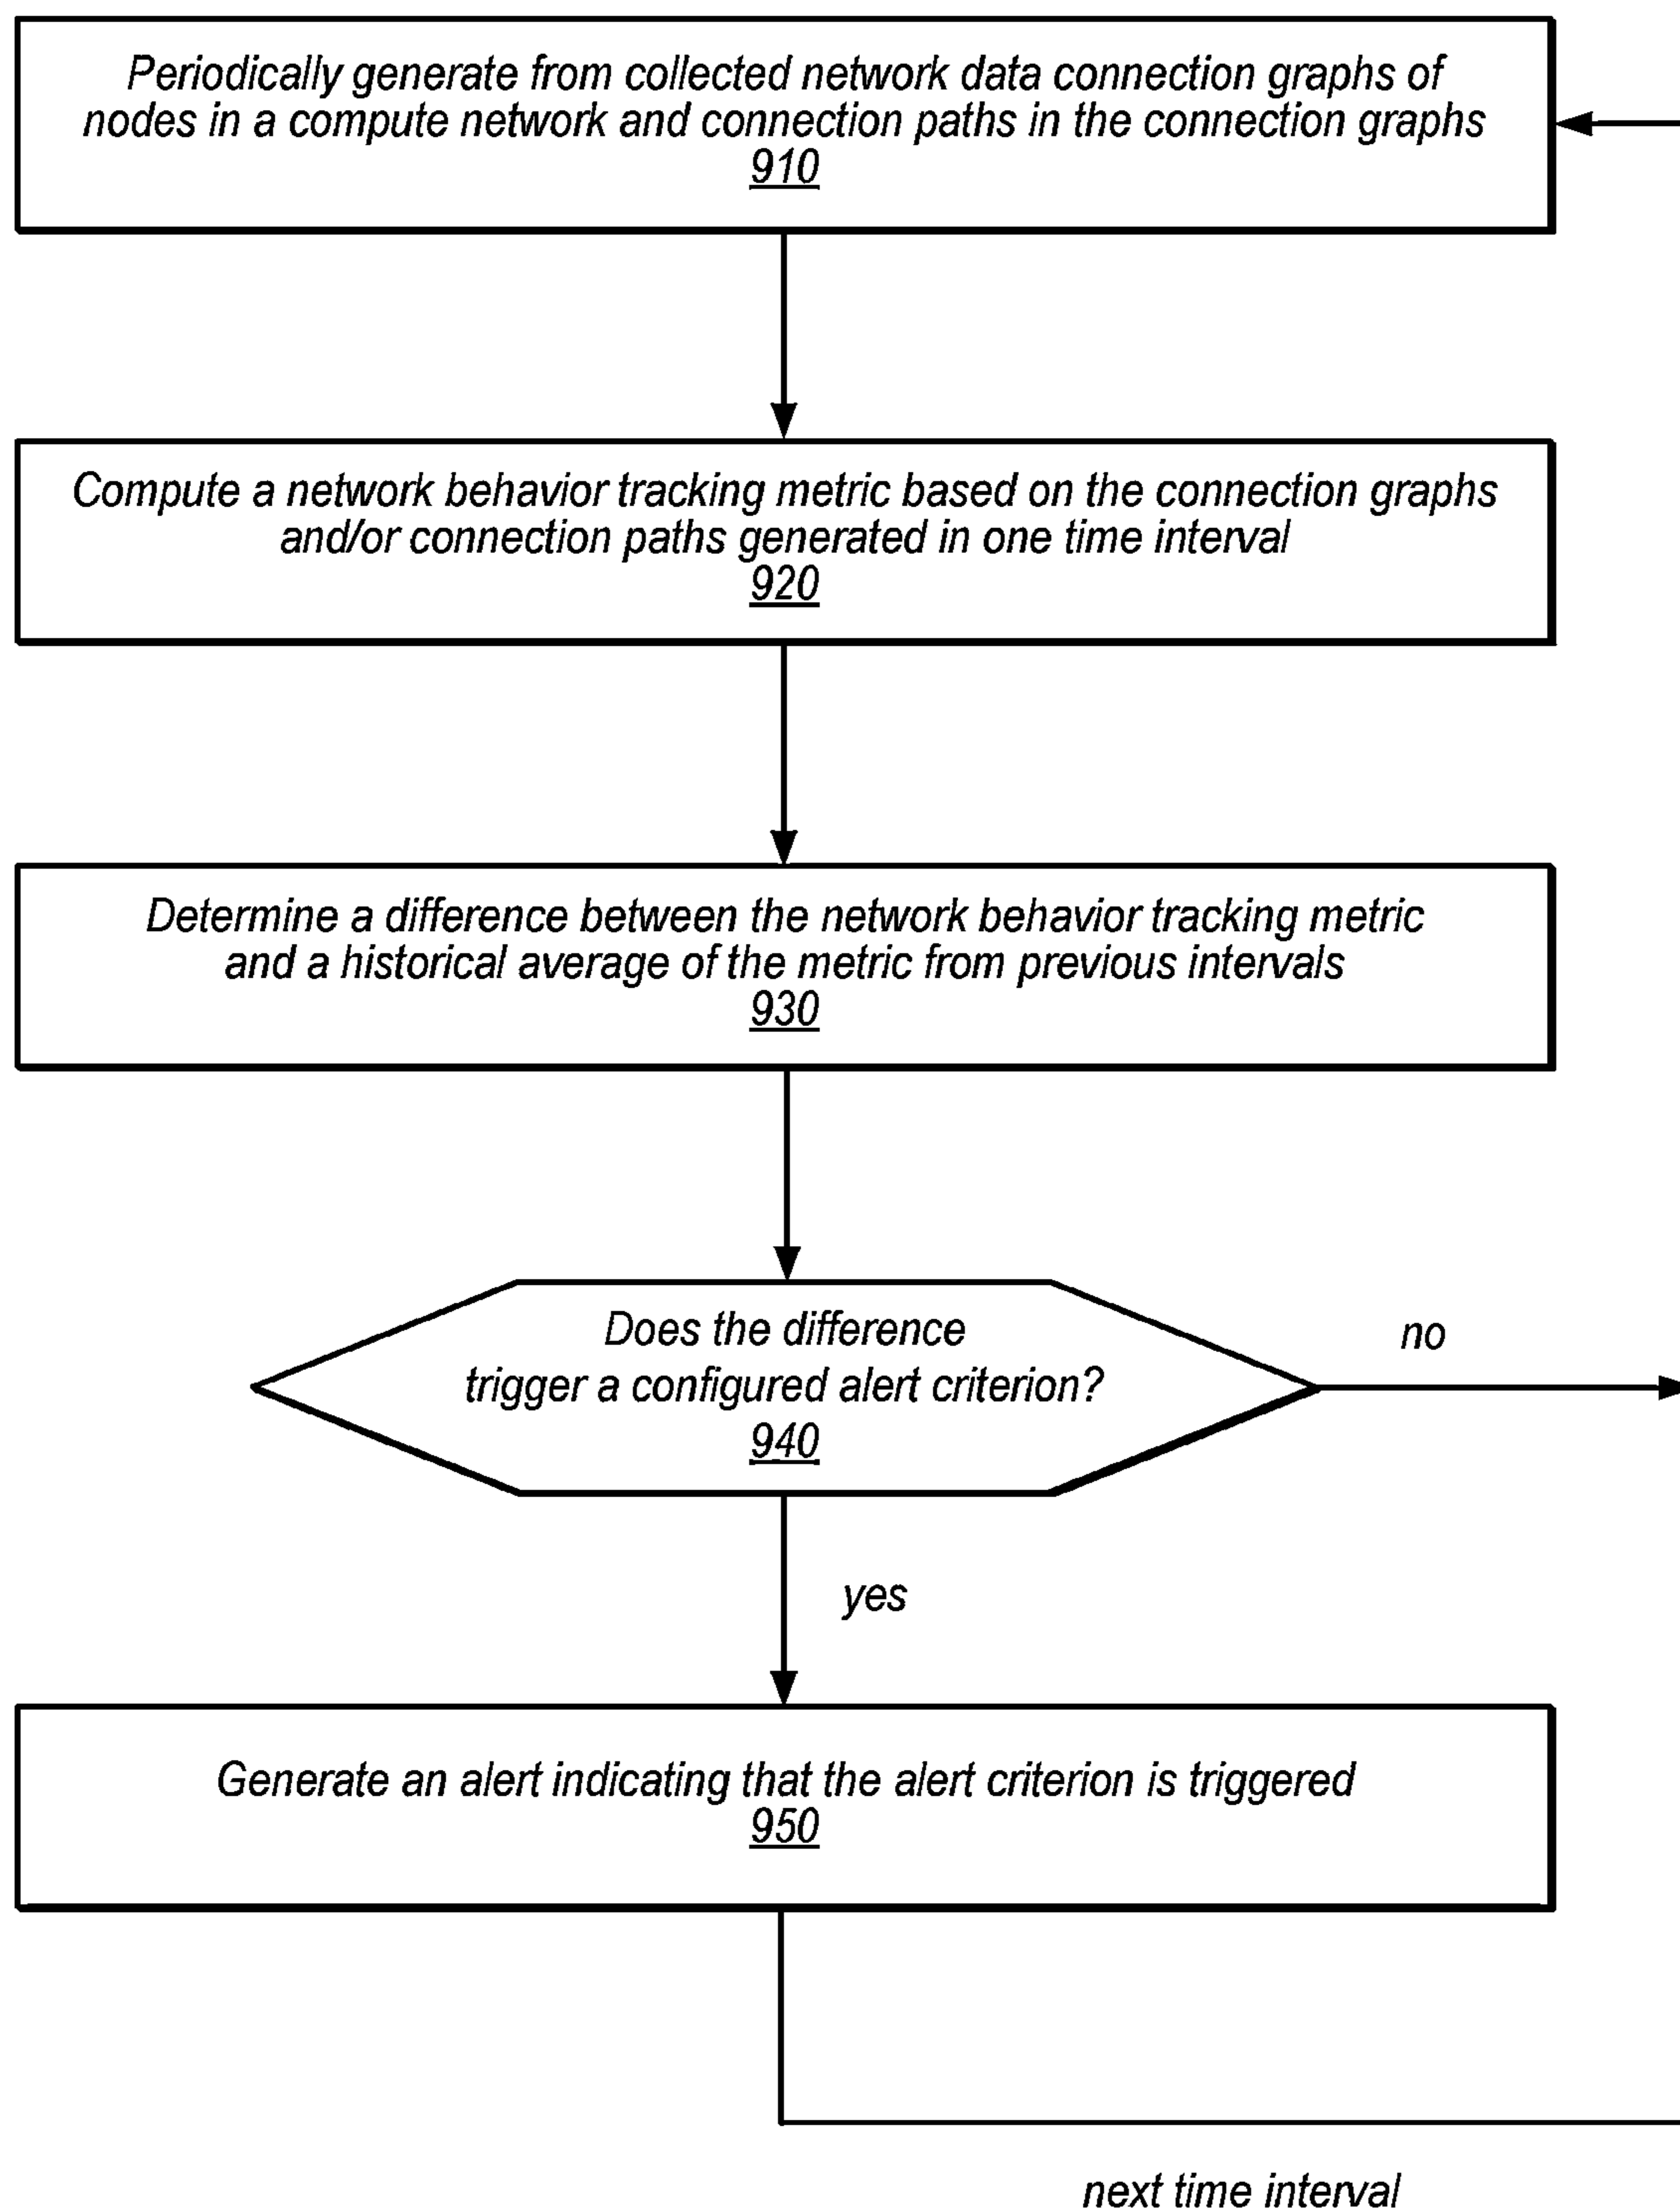 Periodically generate from collected network data connection graphs of
nodes in a compute network and connection paths in the connection graphs
910
Compute a network behavior tracking metric based on the connection graphs
and/or connection paths generated in one time interval
920
Determine a difference between the network behavior tracking metric
and a historical average of the metric from previous intervals
930
Does the difference
trigger a configured alert criterion?
940
no
yes
Generate an alert indicating that the alert criterion is triggered
950
next time interval